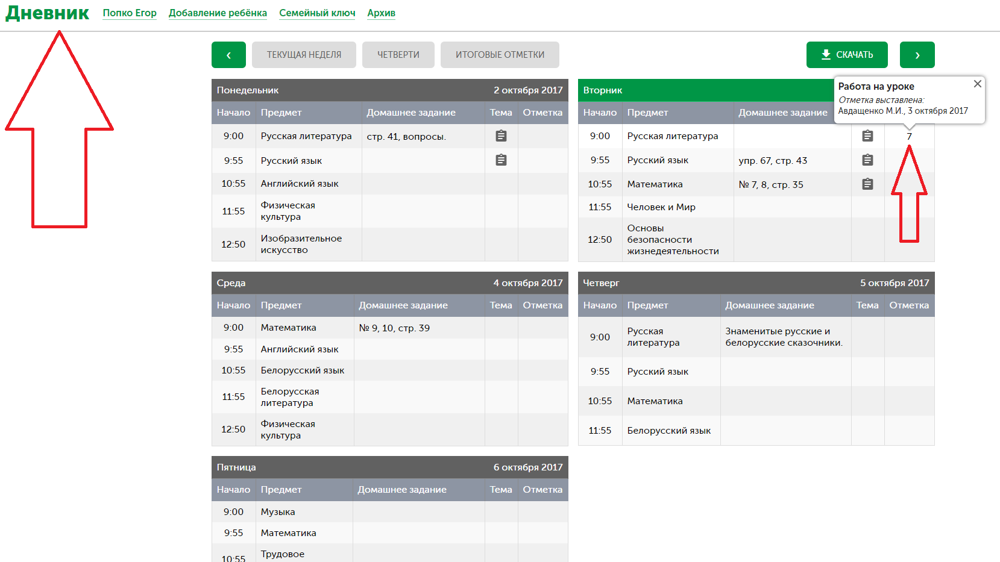 Дневник Попко Егор Добавление ребёнка Семейный ключ Архив
‹ ТЕКУЩАЯ НЕДЕЛЯ ЧЕТВЕРТИ ИТОГОВЫЕ ОТМЕТКИ СКАЧАТЬ ›
Понедельник 2 октября 2017
Начало Предмет Домашнее задание Тема Отметка
9:00 Русская литература стр. 41, вопросы.
9:55 Русский язык
10:55 Английский язык
11:55 Физическая
культура
12:50 Изобразительное
искусство
Вторник
Работа на уроке
Отметка выставлена:
Авдащенко М.И., 3 октября 2017
Начало Предмет Домашнее задание
9:00 Русская литература 7
9:55 Русский язык упр. 67, стр. 43
10:55 Математика № 7, 8, стр. 35
11:55 Человек и Мир
12:50 Основы
безопасности
жизнедеятельности
Среда 4 октября 2017
Начало Предмет Домашнее задание Тема Отметка
9:00 Математика № 9, 10, стр. 39
9:55 Английский язык
10:55 Белорусский язык
11:55 Белорусская
литература
12:50 Физическая
культура
Четверг 5 октября 2017
Начало Предмет Домашнее задание Тема Отметка
9:00 Русская
литература Знаменитые русские и
белорусские сказочники.
9:55 Русский язык
10:55 Математика
11:55 Белорусский язык
Пятница 6 октября 2017
Начало Предмет Домашнее задание Тема Отметка
9:00 Музыка
9:55 Математика
10:55 Трудовое